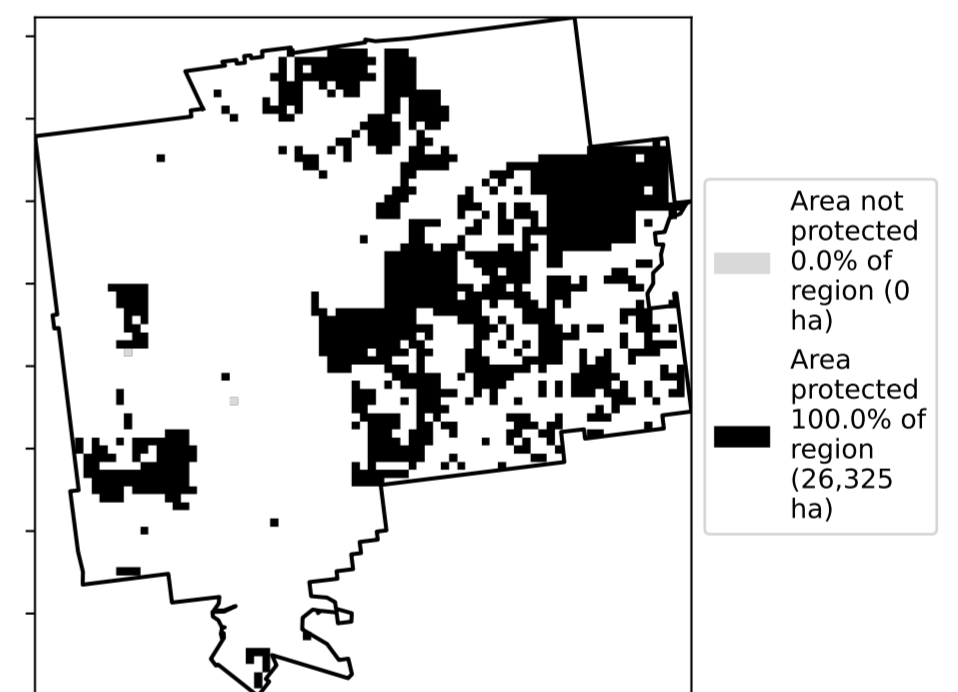 Area not
protected
0.0% of
region (0
ha)
Area
protected
100.0% of
region
(26,325
ha)